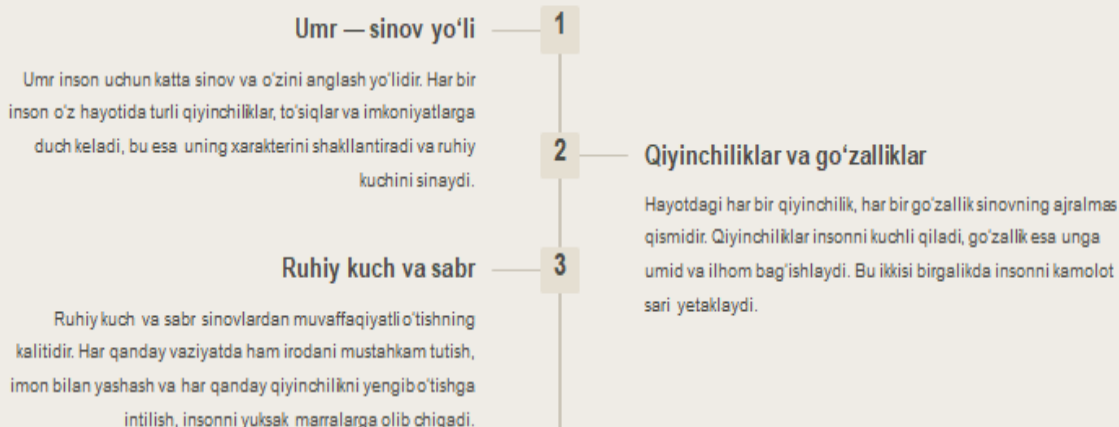 1
Umr — sinov yo‘li
Umr inson uchun katta sinov va o‘zini anglash yo‘lidir. Har bir
inson o‘z hayotida turli qiyinchiliklar, to‘siqlar va imkoniyatlarga
duch keladi, bu esa uning xarakterini shakllantiradi va ruhiy
kuchini sinaydi.
2
Qiyinchiliklar va go‘zalliklar
Hayotdagi har bir qiyinchilik, har bir go‘zallik sinovning ajralmas
qismidir. Qiyinchiliklar insonni kuchli qiladi, go‘zallik esa unga
umid va ilhom bag‘ishlaydi. Bu ikkisi birgalikda insonni kamolot
sari yetaklaydi.
3
Ruhiy kuch va sabr
Ruhiy kuch va sabr sinovlardan muvaffaqiyatli o‘tishning
kalitidir. Har qanday vaziyatda ham irodani mustahkam tutish,
imon bilan yashash va har qanday qiyinchilikni yengib o‘tishga
intilish, insonni yuksak marralarga olib chiqadi.